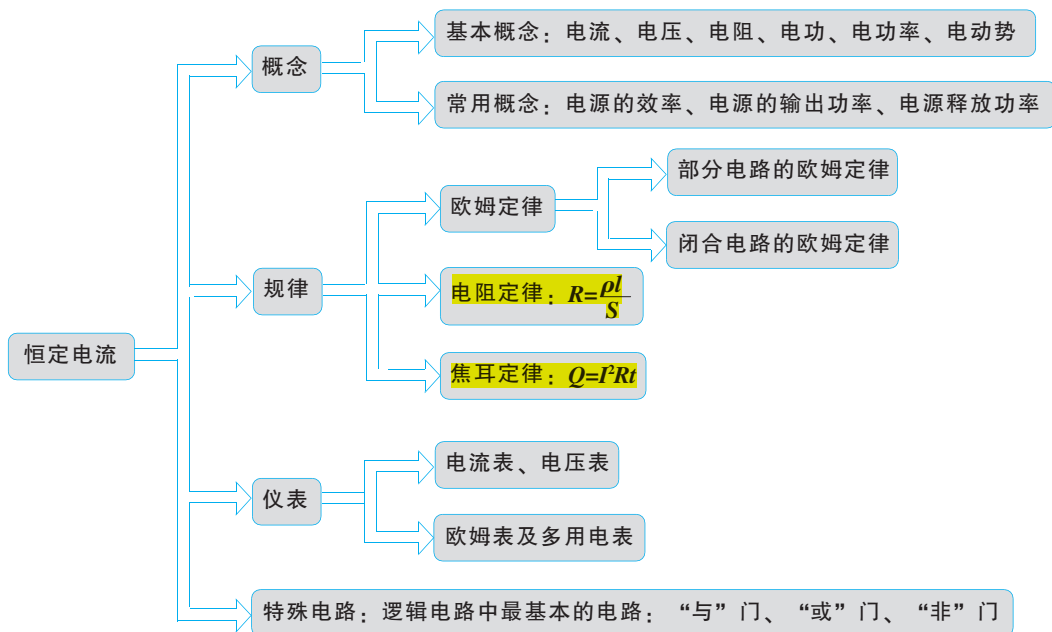 基本概念：电流、电压、电阻、电功、电功率、电动势
概念
常用概念：电源的效率、电源的输出功率、电源释放功率
部分电路的欧姆定律
欧姆定律
闭合电路的欧姆定律
规律
电阻定律：R=ρl/S
恒定电流
焦耳定律：Q=I²Rt
电流表、电压表
仪表
欧姆表及多用电表
特殊电路：逻辑电路中最基本的电路：“与”门、“或”门、“非”门